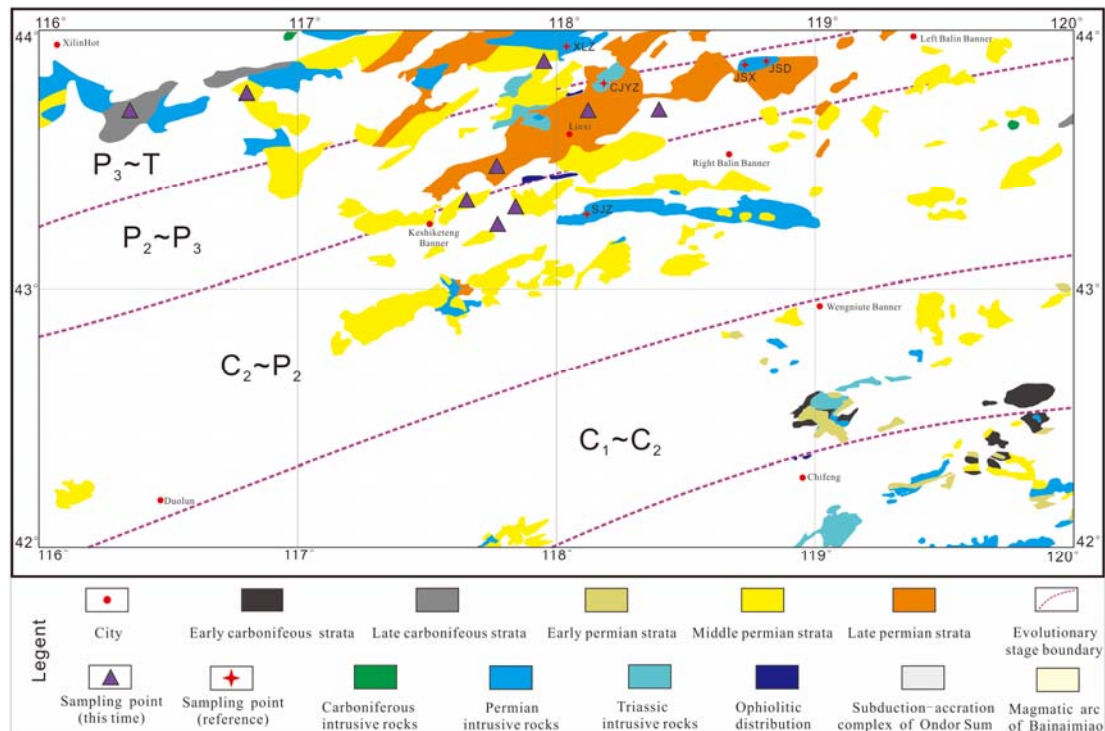 116° 117° 118° 119° 120°
44° 44°
XilinHot
XLZ
Left Balin Banner
JSX JSD
CJYZ
Linxi
P₃~T
Right Balin Banner
P₂~P₃
SJZ
Keshiketeng
Banner
43° 43°
Wengniute Banner
C₂~P₂
C₁~C₂
Chifeng
Duolun
42° 42°
116° 117° 118° 119° 120°
Legent
City
Early carbonifeous strata
Late carbonifeous strata
Early permian strata
Middle permian strata
Late permian strata
Evolutionary
stage boundary
Sampling point
(this time)
Sampling point
(reference)
Carboniferous
intrusive rocks
Permian
intrusive rocks
Triassic
intrusive rocks
Ophiolitic
distribution
Subduction-accration
complex of Ondor Sum
Magmatic arc
of Bainaimiao